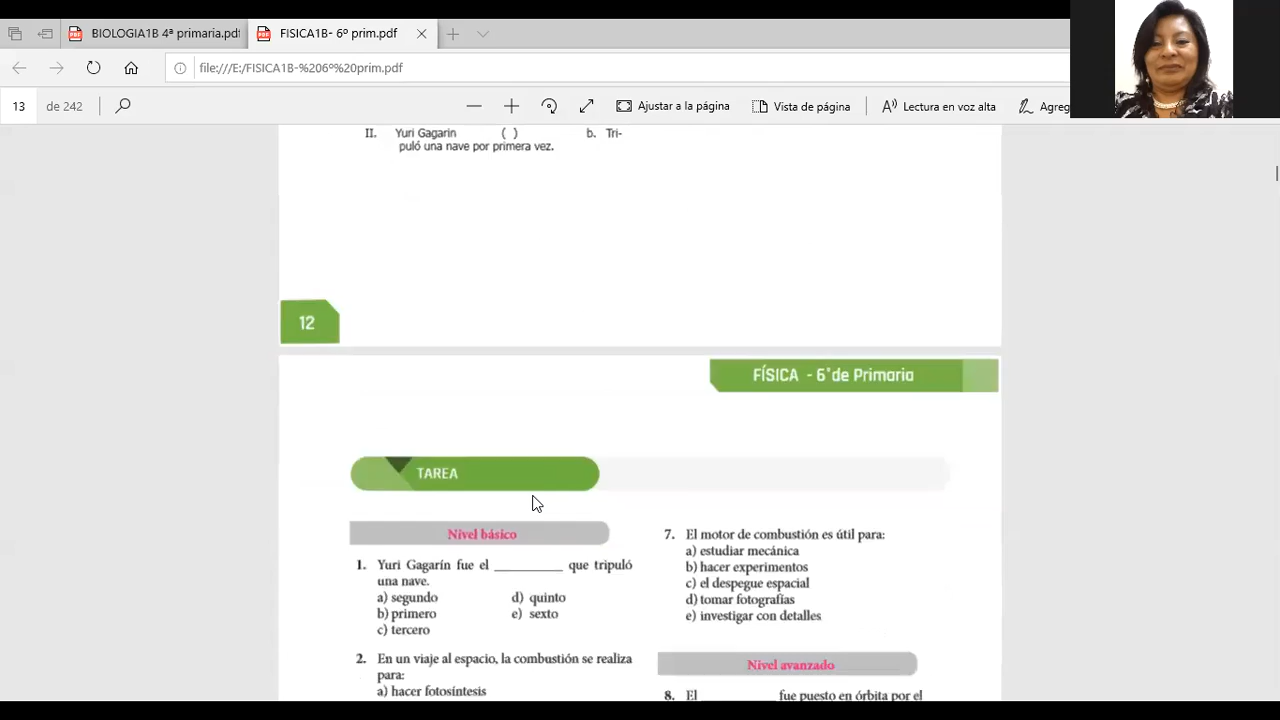 BIOLOGIA1B 4ª primaria.pdf
FISICA1B- 6º prim.pdf
file:///E:/FISICA1B-%206º%20prim.pdf
13 de 242
Ajustar a la página
Vista de página
Lectura en voz alta
Agreg
II. Yuri Gagarin ( ) b. Tri-
puló una nave por primera vez.
12
FÍSICA - 6°de Primaria
TAREA
Nivel básico
1. Yuri Gagarín fue el __________ que tripuló
una nave.
a) segundo
b) primero
c) tercero
d) quinto
e) sexto
2. En un viaje al espacio, la combustión se realiza
para:
a) hacer fotosíntesis
7. El motor de combustión es útil para:
a) estudiar mecánica
b) hacer experimentos
c) el despegue espacial
d) tomar fotografías
e) investigar con detalles
Nivel avanzado
8. El __________ fue puesto en órbita por el